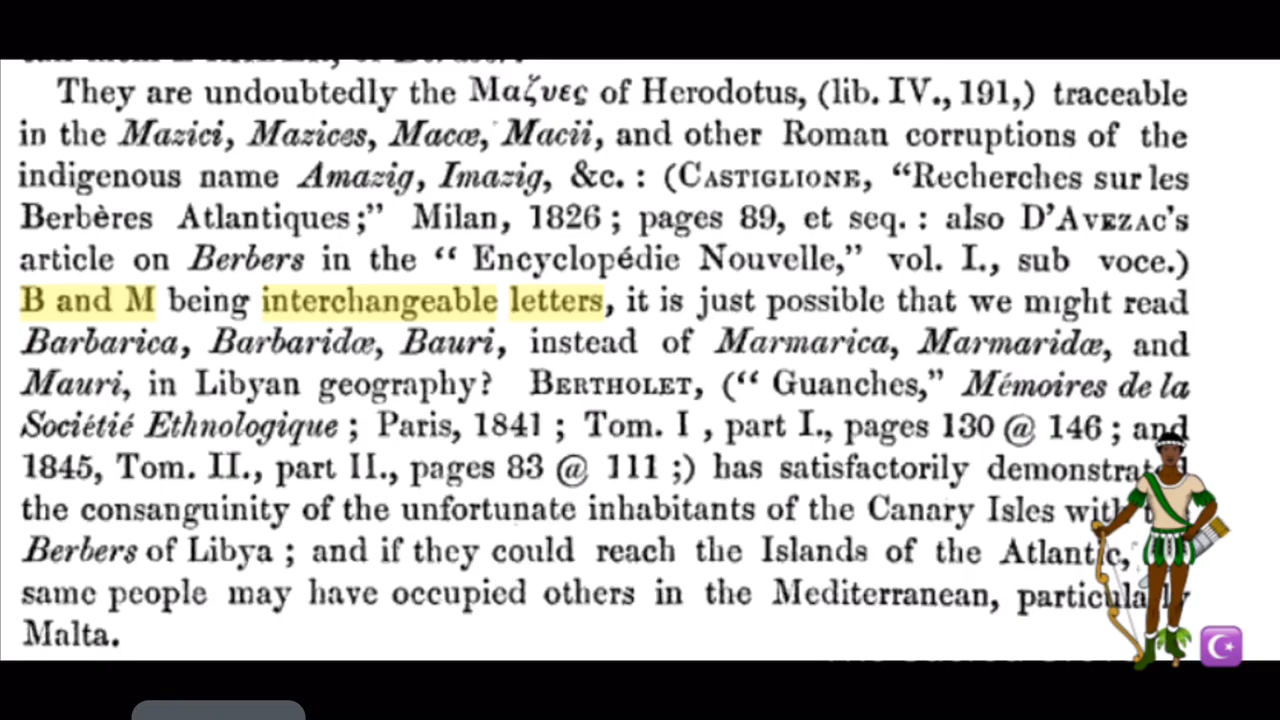 They are undoubtedly the Μαζυες of Herodotus, (lib. IV., 191,) traceable
in the Mazici, Mazices, Macæ, Macii, and other Roman corruptions of the
indigenous name Amazig, Imazig, &c. : (CASTIGLIONE, “Recherches sur les
Berbères Atlantiques;” Milan, 1826 ; pages 89, et seq. : also D’AVEZAC’s
article on Berbers in the “ Encyclopédie Nouvelle,” vol. I., sub voce.)
B and M being interchangeable letters, it is just possible that we might read
Barbarica, Barbaridæ, Bauri, instead of Marmarica, Marmaridæ, and
Mauri, in Libyan geography? BERTHOLET, (“ Guanches,” Mémoires de la
Sociétié Ethnologique ; Paris, 1841 ; Tom. I , part I., pages 130 @ 146 ; and
1845, Tom. II., part II., pages 83 @ 111 ;) has satisfactorily demonstrated
the consanguinity of the unfortunate inhabitants of the Canary Isles with
Berbers of Libya ; and if they could reach the Islands of the Atlantic,
same people may have occupied others in the Mediterranean, particularly
Malta.